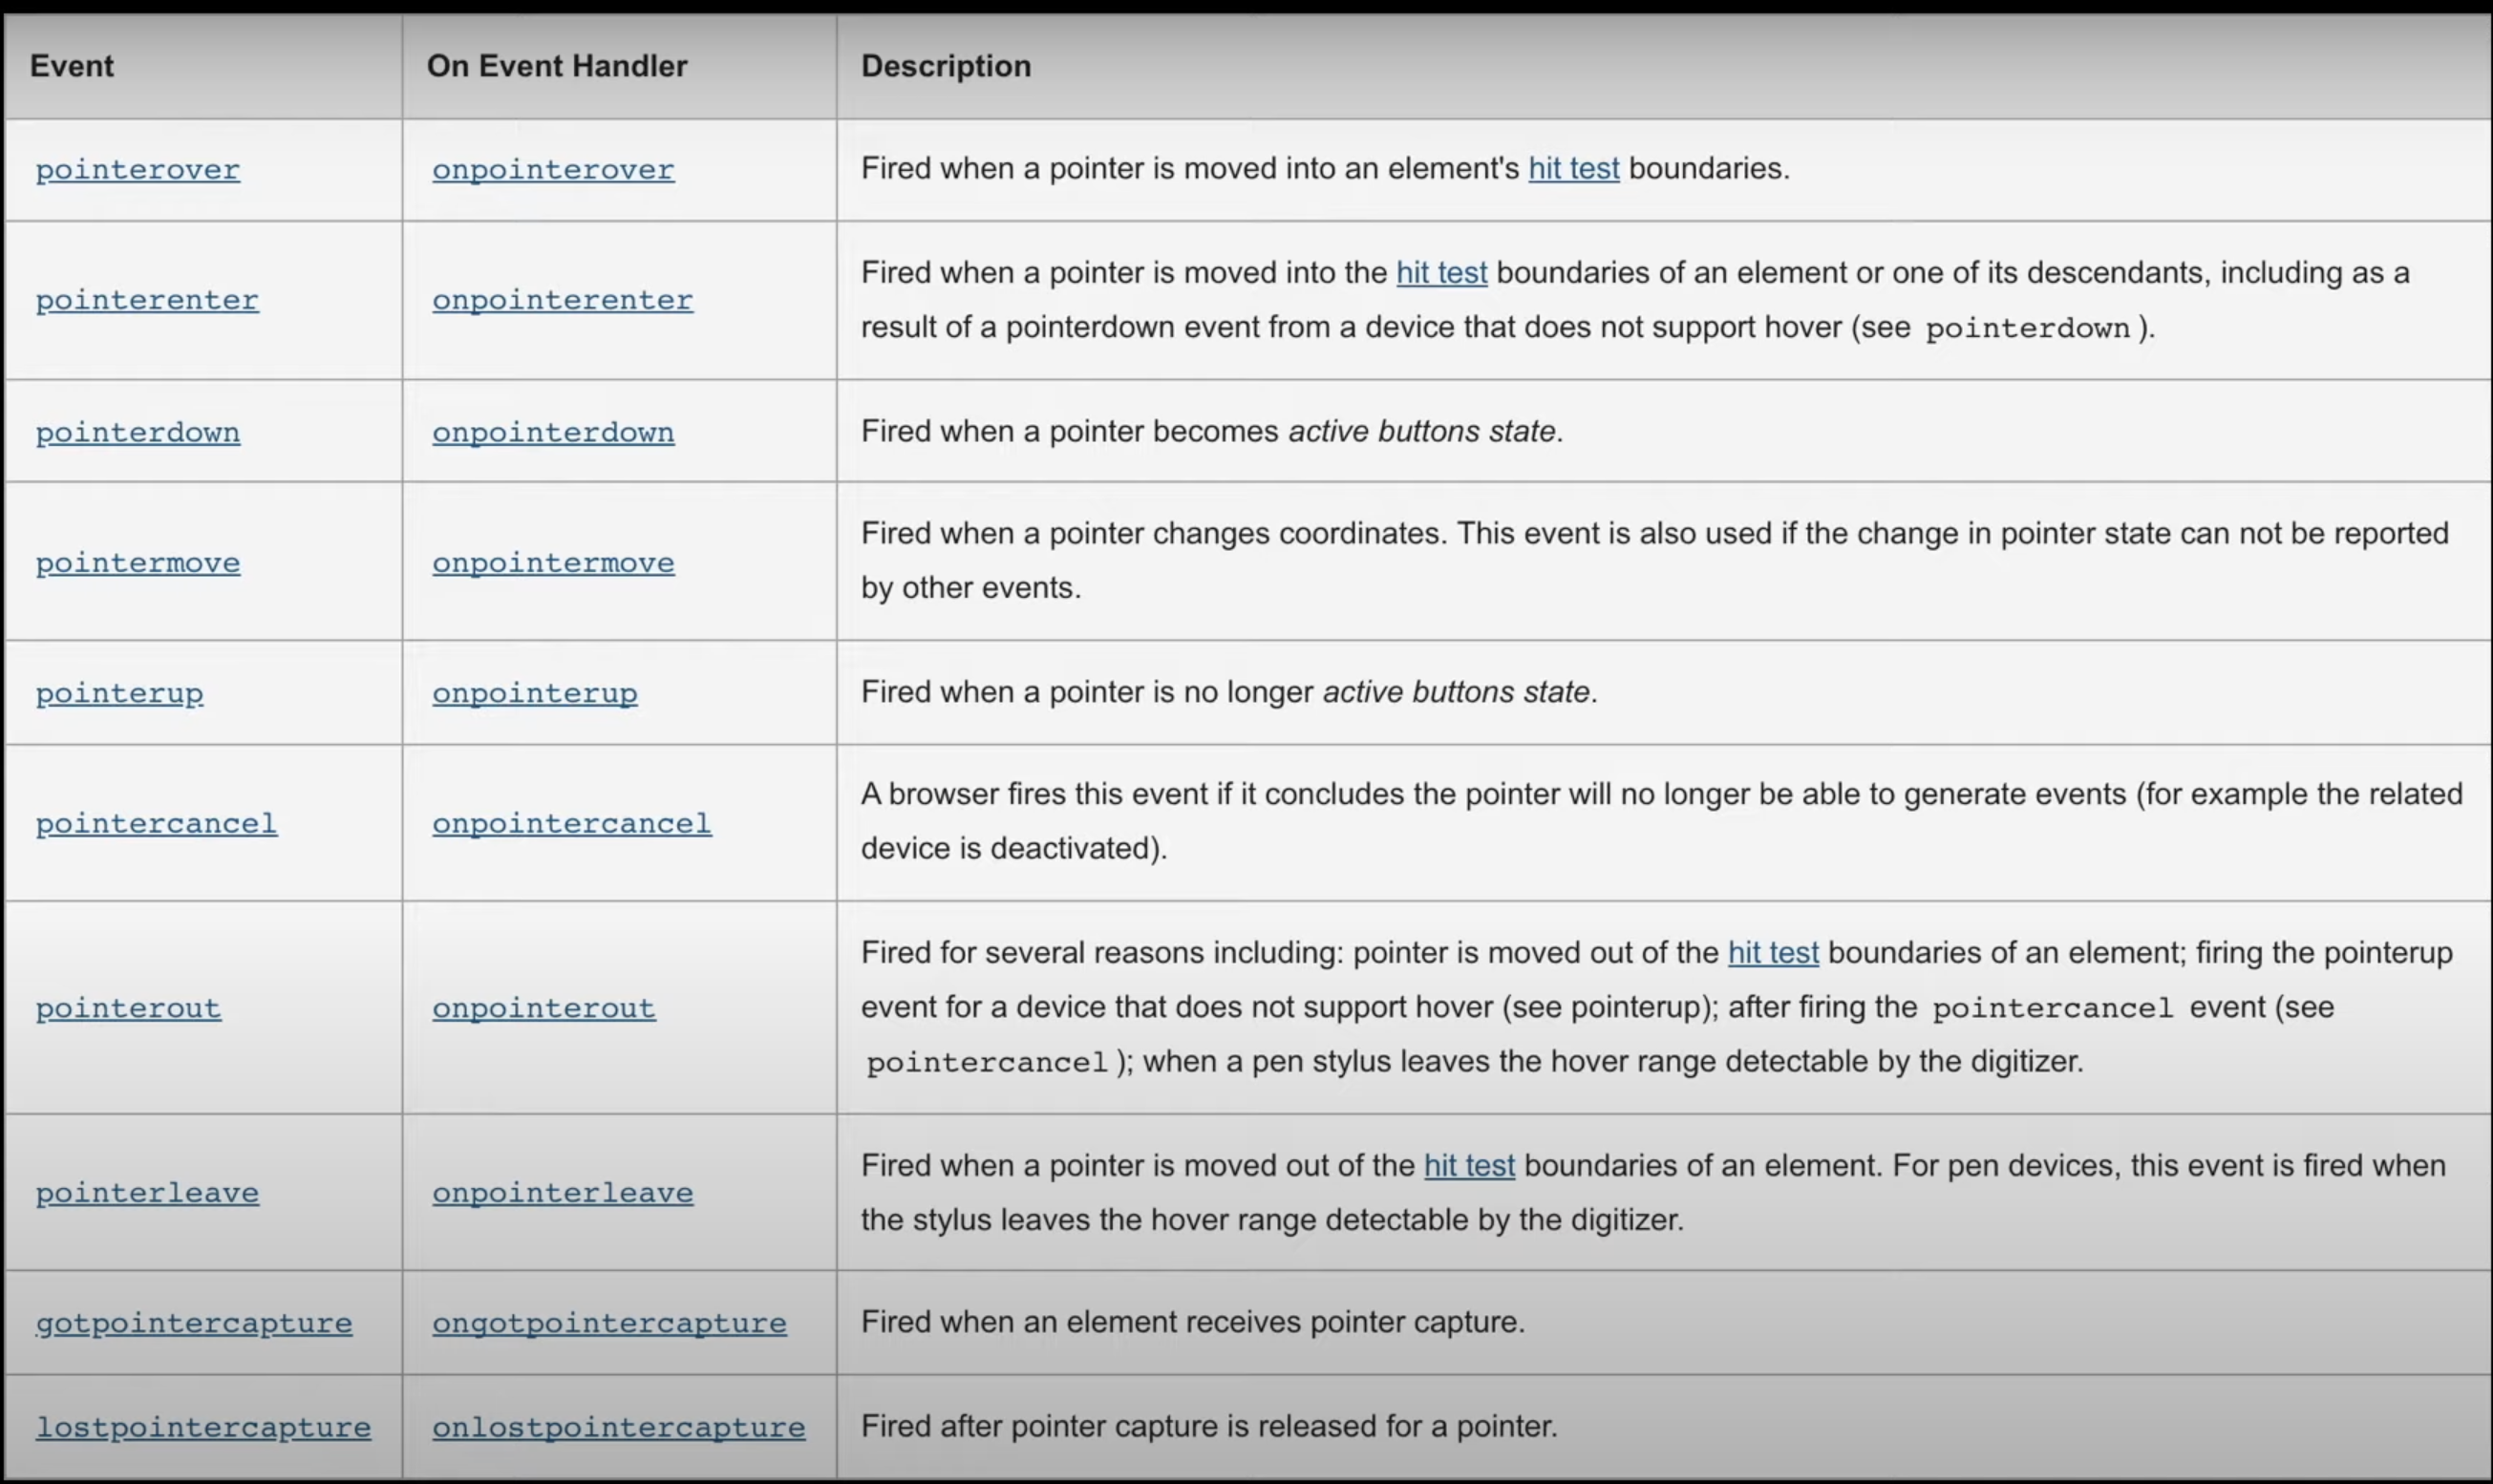 Event On Event Handler Description
pointerover onpointerover Fired when a pointer is moved into an element's hit test boundaries.
pointerenter onpointerenter Fired when a pointer is moved into the hit test boundaries of an element or one of its descendants, including as a
result of a pointerdown event from a device that does not support hover (see pointerdown ).
pointerdown onpointerdown Fired when a pointer becomes active buttons state.
pointermove onpointermove Fired when a pointer changes coordinates. This event is also used if the change in pointer state can not be reported
by other events.
pointerup onpointerup Fired when a pointer is no longer active buttons state.
pointercancel onpointercancel A browser fires this event if it concludes the pointer will no longer be able to generate events (for example the related
device is deactivated).
pointerout onpointerout Fired for several reasons including: pointer is moved out of the hit test boundaries of an element; firing the pointerup
event for a device that does not support hover (see pointerup); after firing the pointercancel event (see
pointercancel ); when a pen stylus leaves the hover range detectable by the digitizer.
pointerleave onpointerleave Fired when a pointer is moved out of the hit test boundaries of an element. For pen devices, this event is fired when
the stylus leaves the hover range detectable by the digitizer.
gotpointercapture ongotpointercapture Fired when an element receives pointer capture.
lostpointercapture onlostpointercapture Fired after pointer capture is released for a pointer.